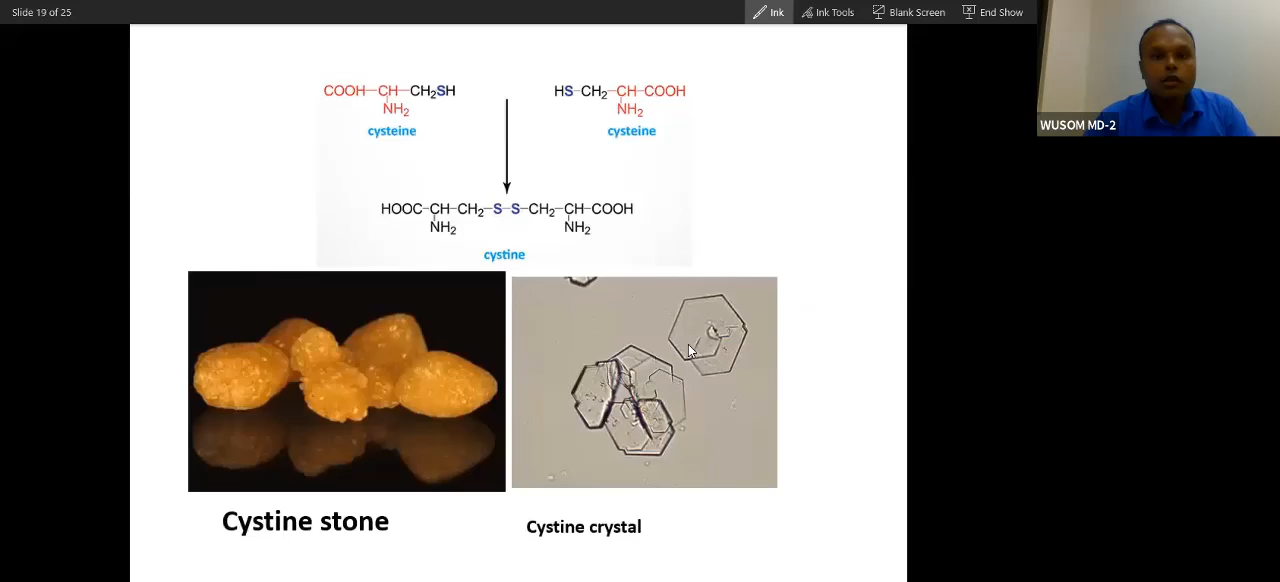 Slide 19 of 25
Ink
Ink Tools
Blank Screen
End Show
WUSOM MD-2
COOH-CH-CH₂SH
NH₂
cysteine
HS-CH₂-CH-COOH
NH₂
cysteine
HOOC-CH-CH₂-S-S-CH₂-CH-COOH
NH₂
NH₂
cystine
Cystine stone
Cystine crystal